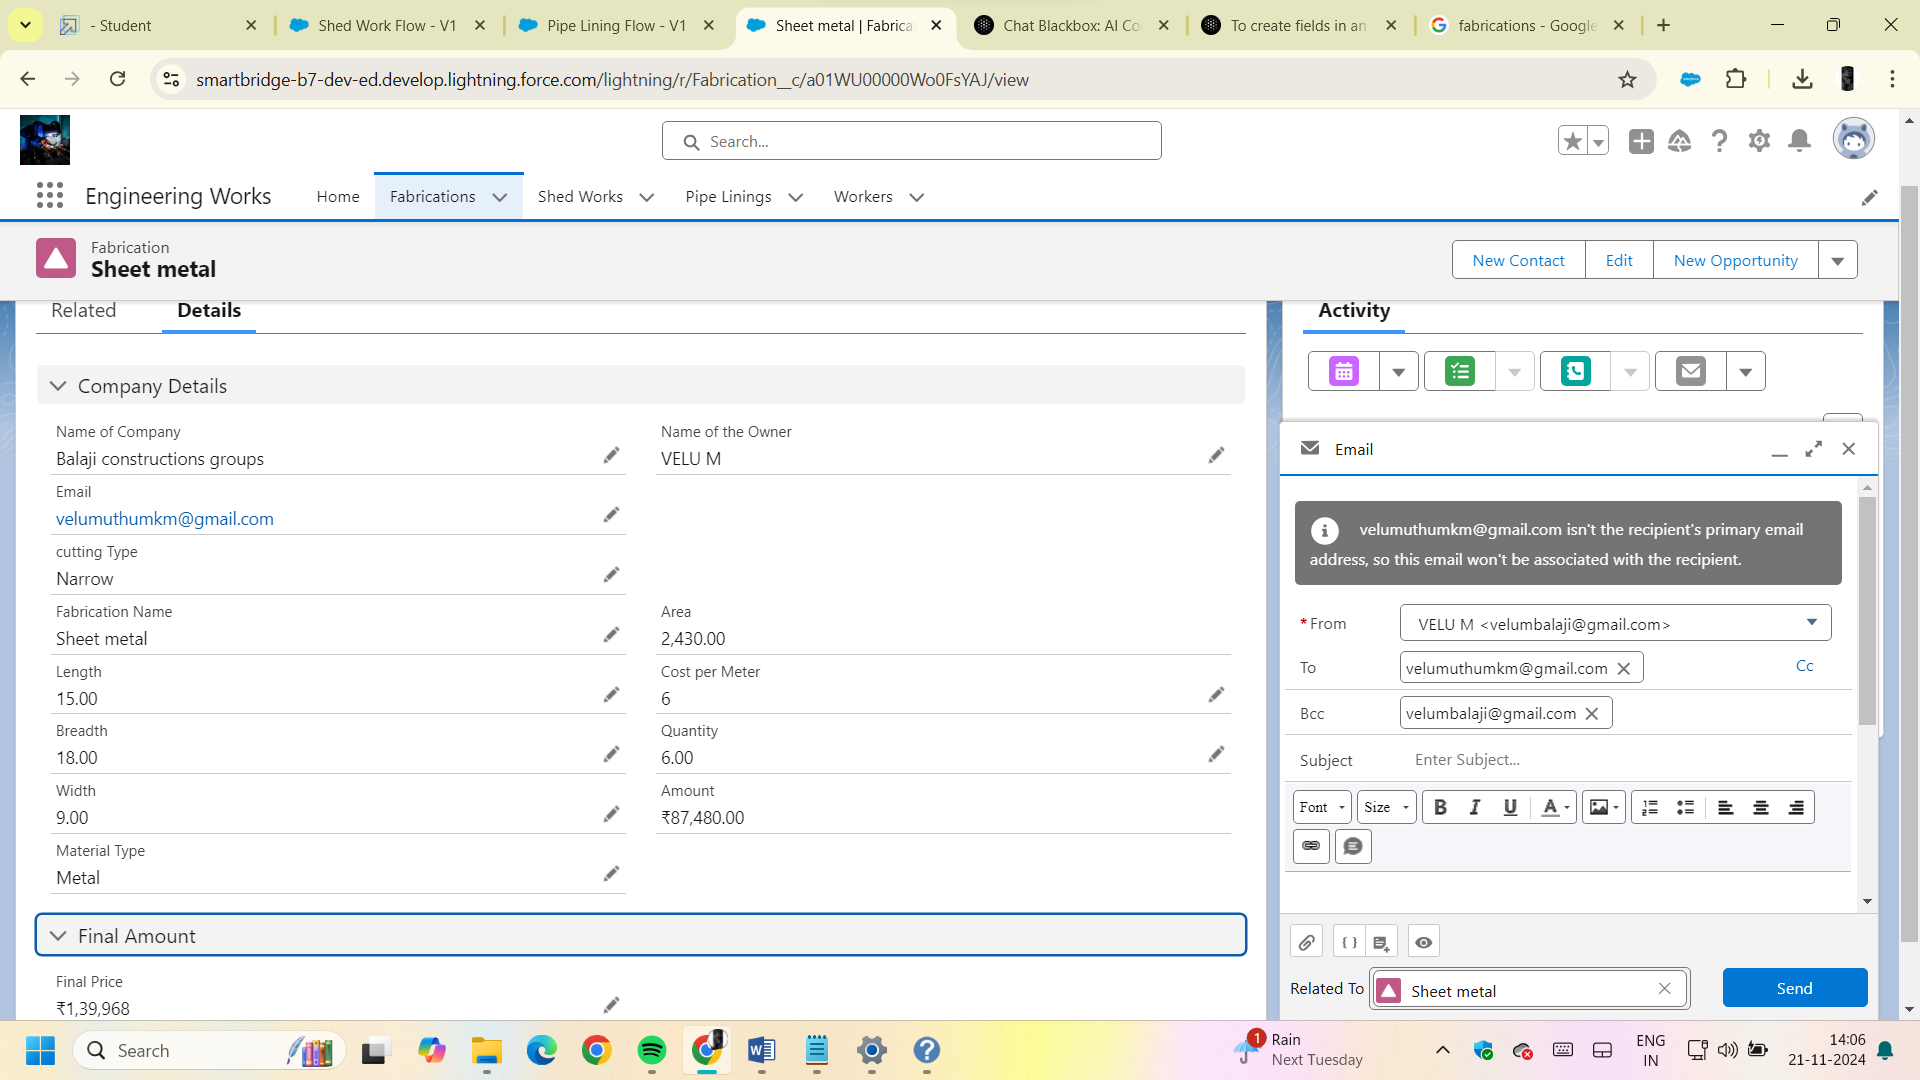 - Student
Shed Work Flow - V1
Pipe Lining Flow - V1
Sheet metal | Fabrica
Chat Blackbox: AI Co
To create fields in an
fabrications - Google
smartbridge-b7-dev-ed.develop.lightning.force.com/lightning/r/Fabrication__c/a01WU00000Wo0FsYAJ/view
Search...
Engineering Works
Home
Fabrications
Shed Works
Pipe Linings
Workers
Fabrication
Sheet metal
New Contact
Edit
New Opportunity
Related
Details
Activity
Company Details
Name of Company
Balaji constructions groups
Name of the Owner
VELU M
Email
velumuthumkm@gmail.com
cutting Type
Narrow
Fabrication Name
Sheet metal
Area
2,430.00
Length
15.00
Cost per Meter
6
Breadth
18.00
Quantity
6.00
Width
9.00
Amount
₹87,480.00
Material Type
Metal
Final Amount
Final Price
₹1,39,968
Email
velumuthumkm@gmail.com isn't the recipient's primary email
address, so this email won't be associated with the recipient.
*From
VELU M <velumbalaji@gmail.com>
To
velumuthumkm@gmail.com
Cc
Bcc
velumbalaji@gmail.com
Subject
Enter Subject...
Font
Size
B
I
U
A
Related To
Sheet metal
Send
Search
1
Rain
Next Tuesday
ENG
IN
14:06
21-11-2024